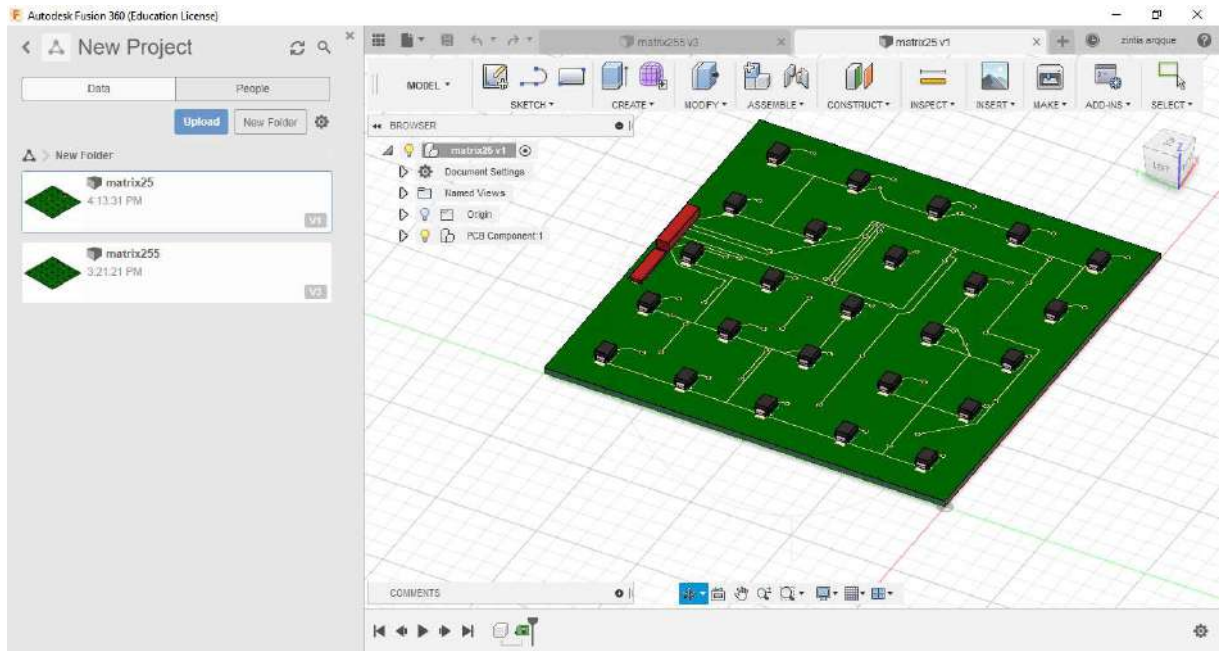 F Autodesk Fusion 360 (Education License)
New Project
Data People
Upload New Folder
New Folder
matrix25
4:13:31 PM
V1
matrix255
3:21:21 PM
V3
matrix255 v3 matrix25 v1 zintia arqque
MODEL SKETCH CREATE MODIFY ASSEMBLE CONSTRUCT INSPECT INSERT MAKE ADD-INS SELECT
BROWSER
matrix25 v1
Document Settings
Named Views
Origin
PCB Component:1
LEFT
Z
COMMENTS